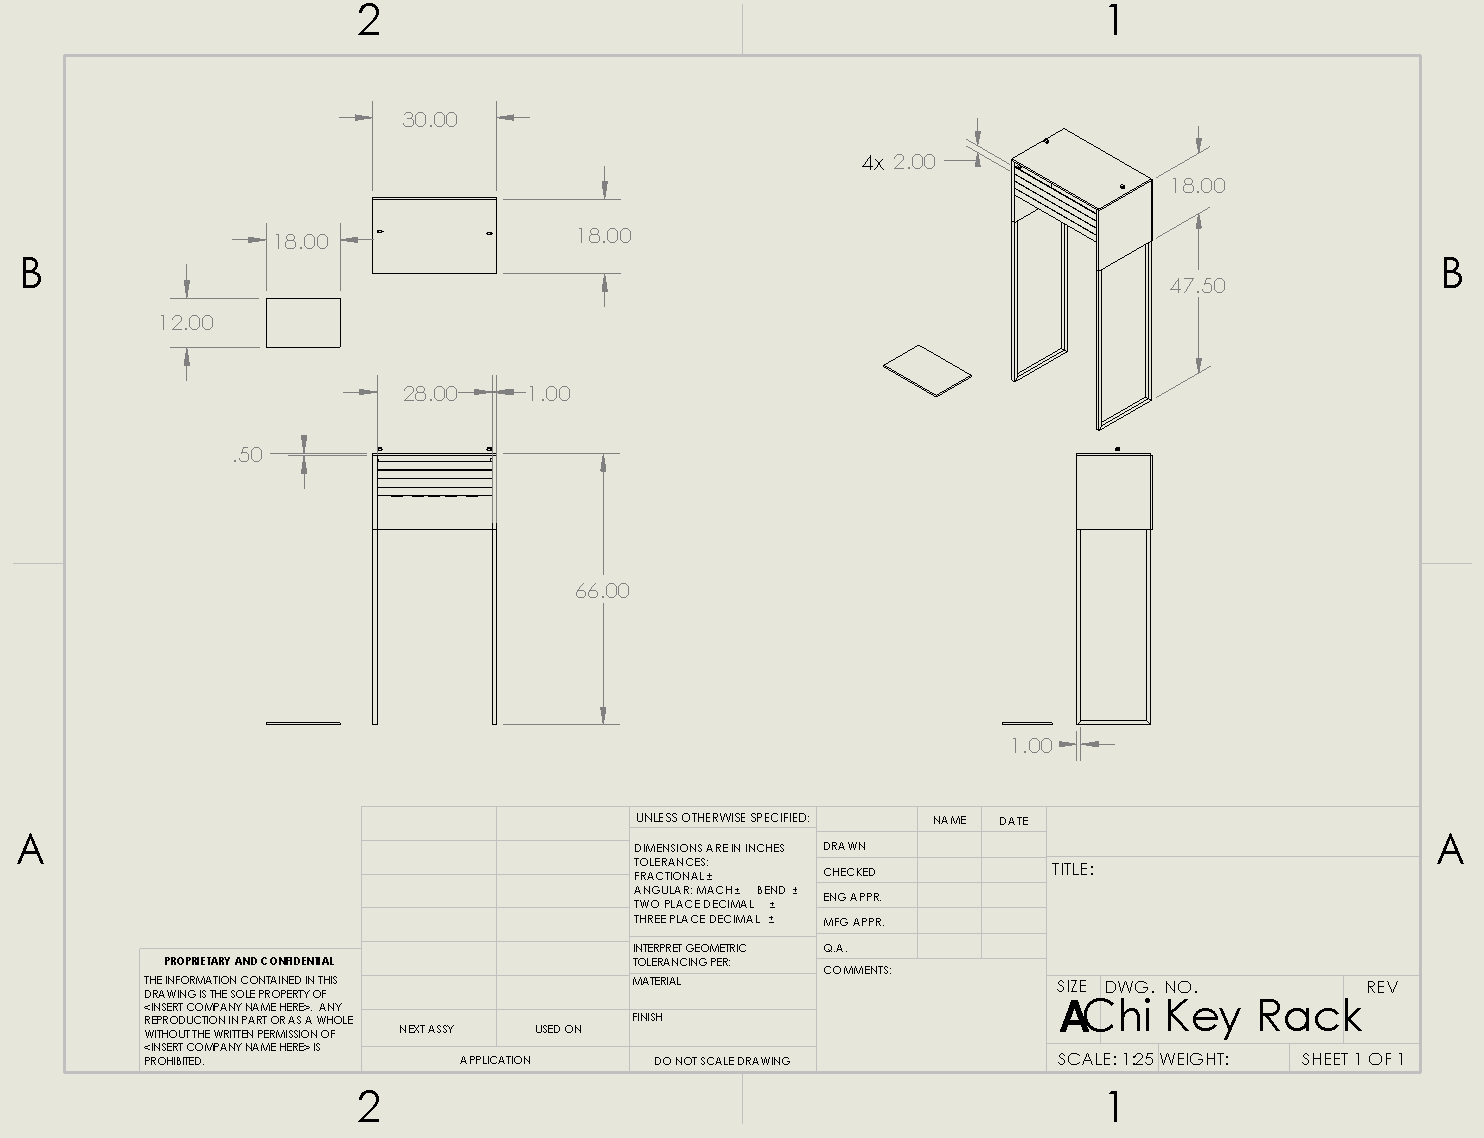 2 1
30.00
4x 2.00
18.00
18.00
18.00
B B
47.50
12.00
28.00 1.00
.50
66.00
1.00
A A
UNLESS OTHERWISE SPECIFIED:
DIMENSIONS ARE IN INCHES
TOLERANCES:
FRACTIONAL ±
ANGULAR: MACH ± BEND ±
TWO PLACE DECIMAL ±
THREE PLACE DECIMAL ±
INTERPRET GEOMETRIC
TOLERANCING PER:
MATERIAL
FINISH
DO NOT SCALE DRAWING
NAME DATE
DRAWN
CHECKED
ENG APPR.
MFG APPR.
Q.A.
COMMENTS:
TITLE:
SIZE DWG. NO. REV
A Chi Key Rack
SCALE: 1:25 WEIGHT: SHEET 1 OF 1
PROPRIETARY AND CONFIDENTIAL
THE INFORMATION CONTAINED IN THIS
DRAWING IS THE SOLE PROPERTY OF
<INSERT COMPANY NAME HERE>. ANY
REPRODUCTION IN PART OR AS A WHOLE
WITHOUT THE WRITTEN PERMISSION OF
<INSERT COMPANY NAME HERE> IS
PROHIBITED.
NEXT ASSY USED ON
APPLICATION
2 1